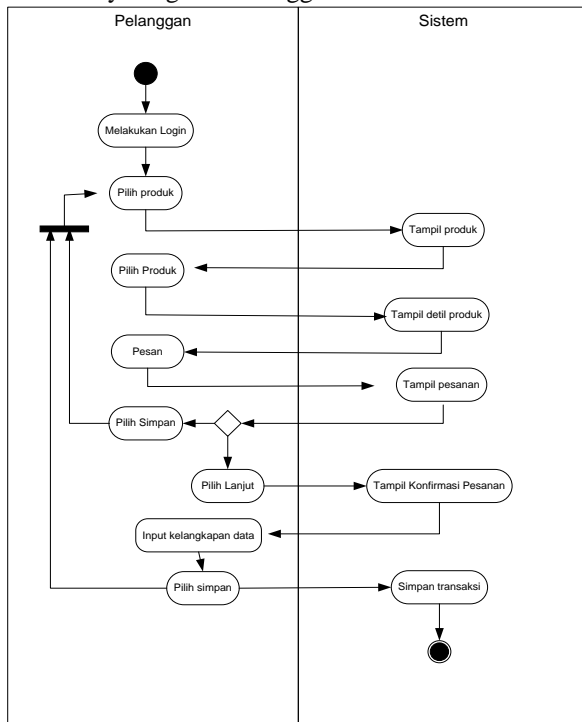 Pelanggan
Sistem
Melakukan Login
Pilih produk
Tampil produk
Pilih Produk
Tampil detil produk
Pesan
Tampil pesanan
Pilih Simpan
Pilih Lanjut
Tampil Konfirmasi Pesanan
Input kelangkapan data
Pilih simpan
Simpan transaksi